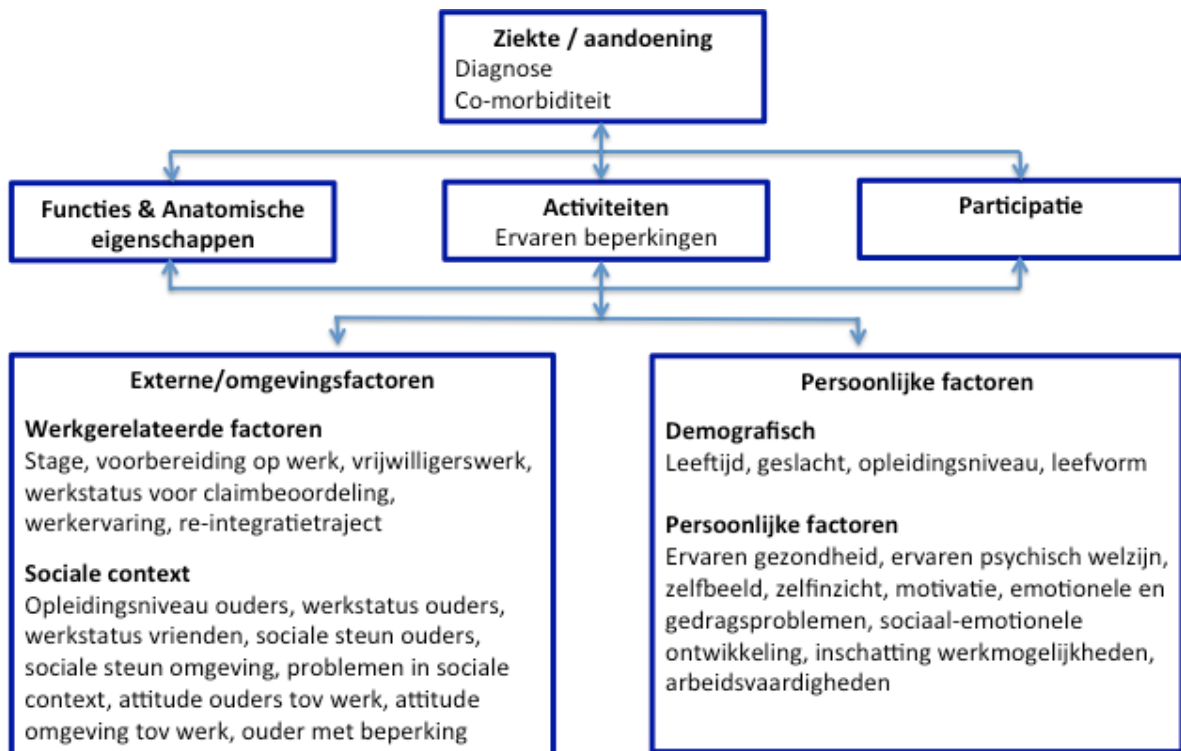 Ziekte / aandoening
Diagnose
Co-morbiditeit
Functies & Anatomische
eigenschappen
Activiteiten
Ervaren beperkingen
Participatie
Externe/omgevingsfactoren
Werkgerelateerde factoren
Stage, voorbereiding op werk, vrijwilligerswerk,
werkstatus voor claimbeoordeling,
werkervaring, re-integratietraject
Sociale context
Opleidingsniveau ouders, werkstatus ouders,
werkstatus vrienden, sociale steun ouders,
sociale steun omgeving, problemen in sociale
context, attitude ouders tov werk, attitude
omgeving tov werk, ouder met beperking
Persoonlijke factoren
Demografisch
Leeftijd, geslacht, opleidingsniveau, leefvorm
Persoonlijke factoren
Ervaren gezondheid, ervaren psychisch welzijn,
zelfbeeld, zelfinzicht, motivatie, emotionele en
gedragsproblemen, sociaal-emotionele
ontwikkeling, inschatting werkmogelijkheden,
arbeidsvaardigheden